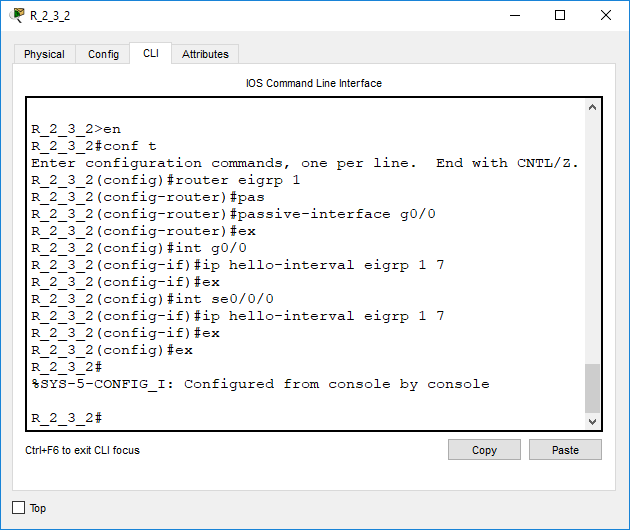 R_2_3_2
Physical Config CLI Attributes
IOS Command Line Interface
R_2_3_2>en
R_2_3_2#conf t
Enter configuration commands, one per line.  End with CNTL/Z.
R_2_3_2(config)#router eigrp 1
R_2_3_2(config-router)#pas
R_2_3_2(config-router)#passive-interface g0/0
R_2_3_2(config-router)#ex
R_2_3_2(config)#int g0/0
R_2_3_2(config-if)#ip hello-interval eigrp 1 7
R_2_3_2(config-if)#ex
R_2_3_2(config)#int se0/0/0
R_2_3_2(config-if)#ip hello-interval eigrp 1 7
R_2_3_2(config-if)#ex
R_2_3_2(config)#ex
R_2_3_2#
%SYS-5-CONFIG_I: Configured from console by console
R_2_3_2#
Ctrl+F6 to exit CLI focus Copy Paste
Top